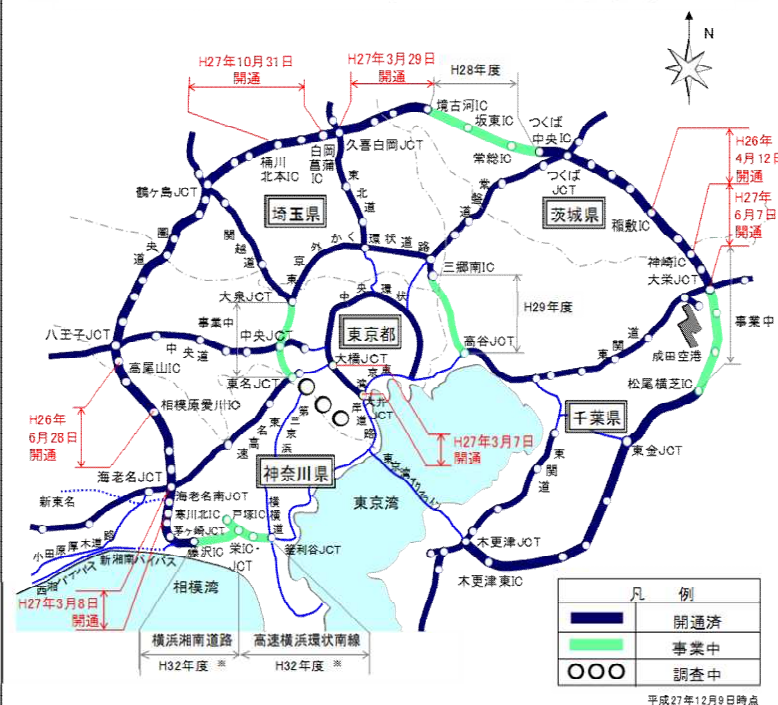 N
H27年10月31日
開通
H27年3月29日
開通
H28年度
境古河IC
坂東IC
常総IC
つくば
中央IC
つくば
JCT
H26年
4月12日
開通
H27年
6月7日
開通
桶川
北本IC
白岡
菖蒲
IC
久喜白岡JCT
東北道
常磐道
鶴ヶ島JCT
埼玉県
茨城県
稲敷IC
神崎IC
大栄JCT
圏央道
関越道
東京外かく環状道路
三郷南IC
中央環状
大泉JCT
事業中
中央JCT
東京都
H29年度
高谷JCT
東関道
成田空港
事業中
八王子JCT
中央道
大橋JCT
高尾山IC
東名JCT
相模原愛川IC
第三京浜
東京湾岸道路
大井
JCT
松尾横芝IC
千葉県
東金JCT
H26年
6月28日
開通
東名高速
H27年3月7日
開通
神奈川県
東京湾アクアライン
東関道
海老名JCT
新東名
海老名南JCT
寒川北IC
戸塚IC
横横道
東京湾
茅ヶ崎JCT
藤沢IC
栄IC・
JCT
釜利谷JCT
木更津JCT
木更津東IC
小田原厚木道路
新湘南バイパス
西湘バイパス
相模湾
H27年3月8日
開通
横浜湘南道路
高速横浜環状南線
H32年度 ※
H32年度 ※
凡 例
開通済
事業中
調査中
平成27年12月9日時点